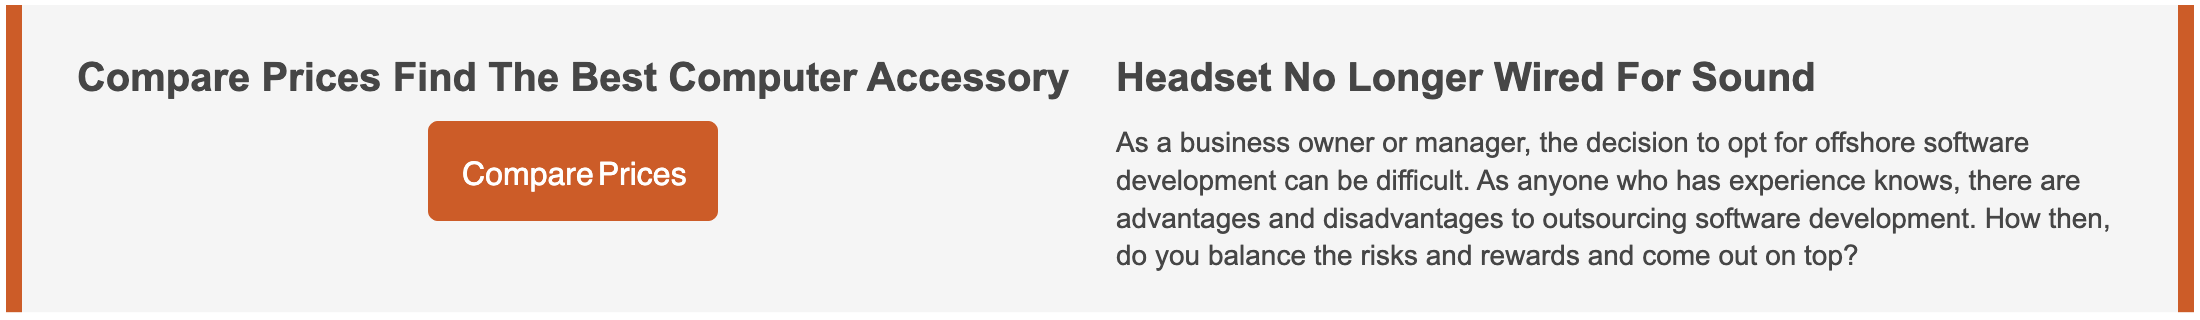 Compare Prices Find The Best Computer Accessory
Compare Prices
Headset No Longer Wired For Sound
As a business owner or manager, the decision to opt for offshore software
development can be difficult. As anyone who has experience knows, there are
advantages and disadvantages to outsourcing software development. How then,
do you balance the risks and rewards and come out on top?